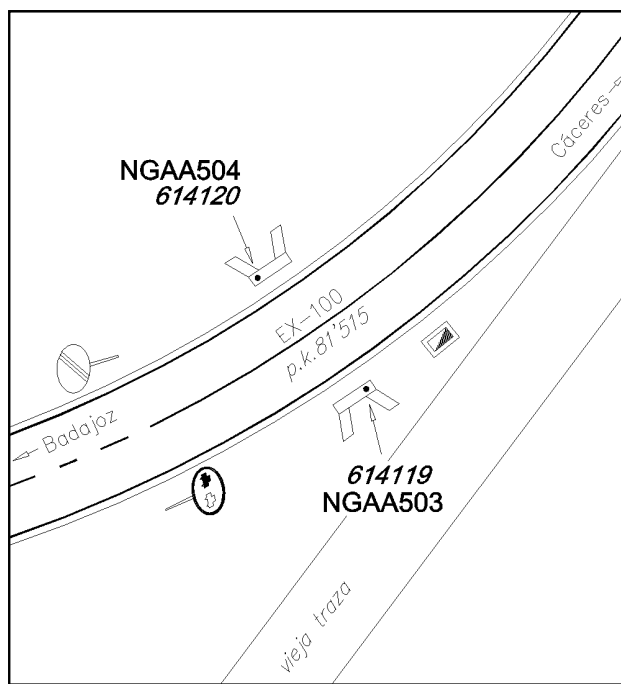 Cáceres
NGAA504
614120
EX-100
p.k.81'515
Badajoz
614119
NGAA503
vieja traza